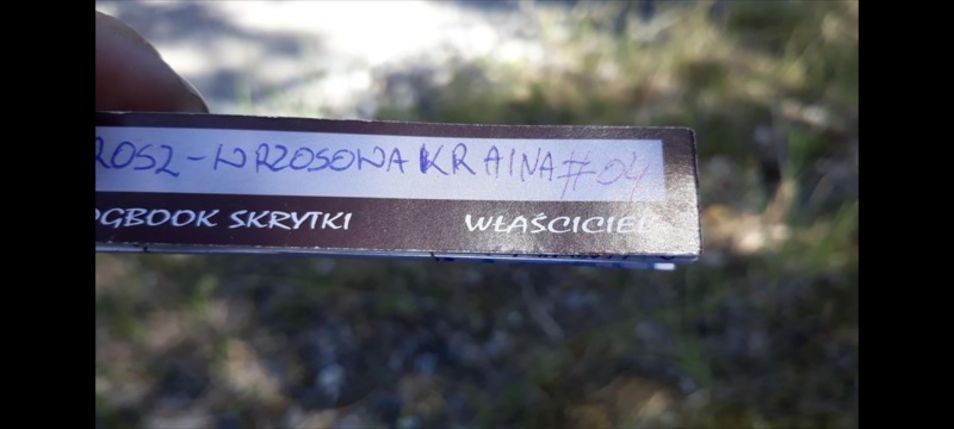 ROSZ-WRZOSOWA KRAINA #04
OGBOOK SKRYTKI WŁAŚCICIEL